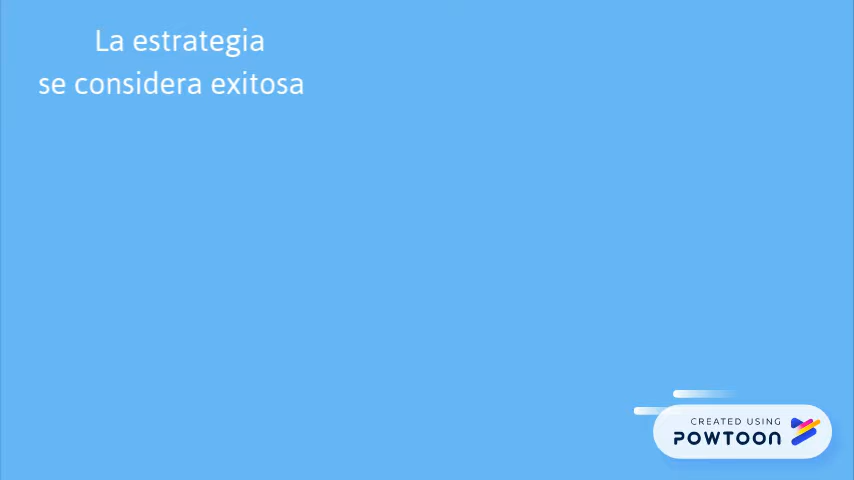 La estrategia
se considera exitosa
CREATED USING
POWTOON